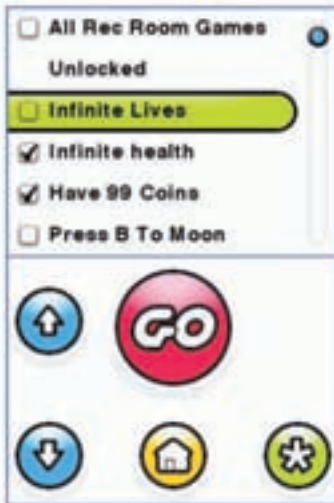 All Rec Room Games
Unlocked
Infinite Lives
Infinite health
Have 99 Coins
Press B To Moon
GO